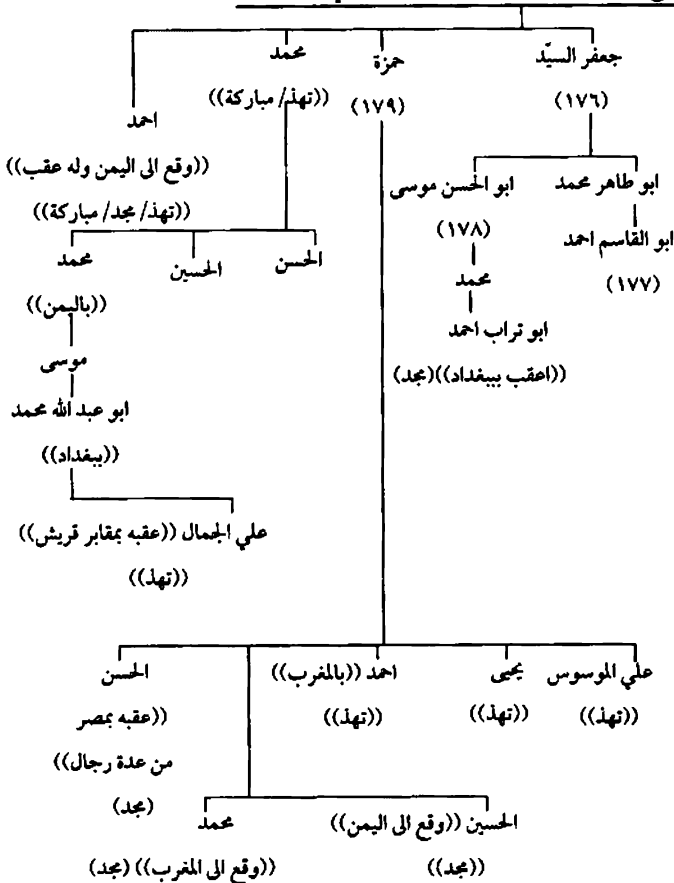 جعفر السيّد
(١٧٦)
حمزة
(١٧٩)
محمد
((تهذ/ مباركة))
احمد
((وقع الى اليمن وله عقب))
((تهذ/ مجد/ مباركة))
ابو طاهر محمد
ابو القاسم احمد
(١٧٧)
ابو الحسن موسى
(١٧٨)
محمد
ابو تراب احمد
((اعقب ببغداد))(مجد)
الحسن
الحسين
محمد
((باليمن))
موسى
ابو عبد الله محمد
((ببغداد))
علي الجمال ((عقبه بمقابر قريش))
((تهذ))
علي الموسوس
((تهذ))
يحيى
((تهذ))
احمد ((بالمغرب))
((تهذ))
الحسن
((عقبه بمصر
من عدة رجال))
(مجد)
الحسين ((وقع الى اليمن))
((مجد))
محمد
((وقع الى المغرب)) (مجد)